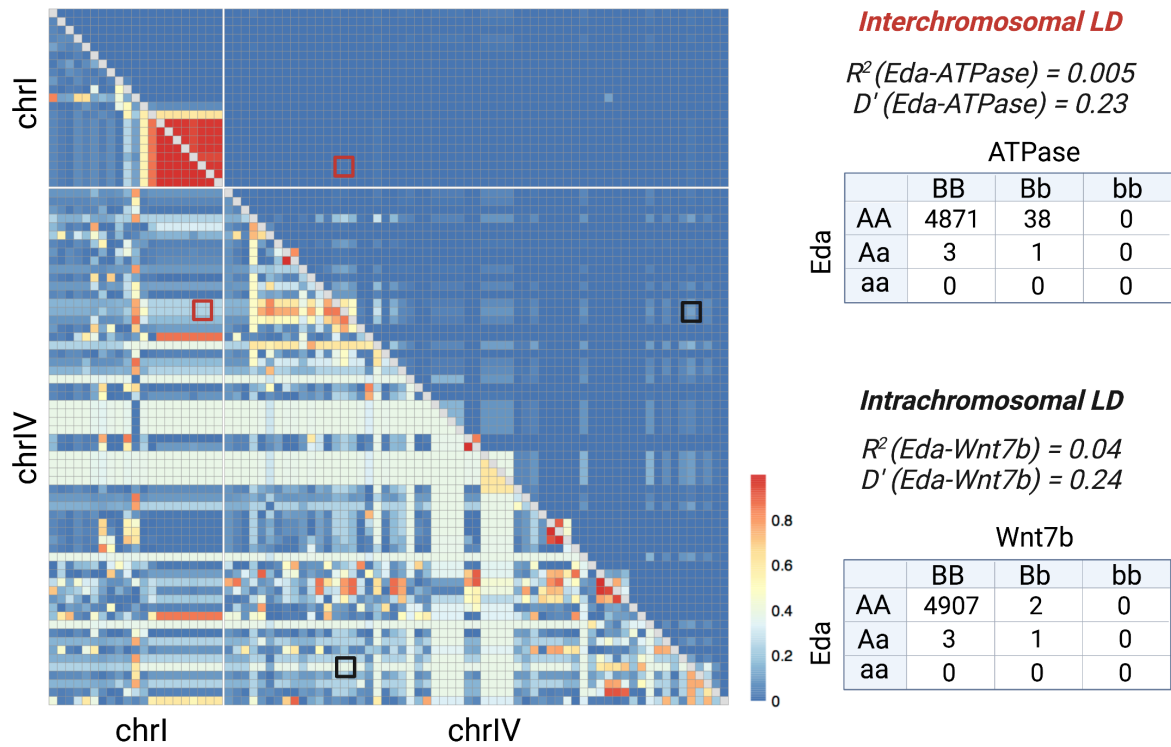 chrI
chrIV
chrI
chrIV
0.8
0.6
0.4
0.2
0
Interchromosomal LD
R² (Eda-ATPase) = 0.005
D' (Eda-ATPase) = 0.23
ATPase
Eda
BB Bb bb
AA 4871 38 0
Aa 3 1 0
aa 0 0 0
Intrachromosomal LD
R² (Eda-Wnt7b) = 0.04
D' (Eda-Wnt7b) = 0.24
Wnt7b
Eda
BB Bb bb
AA 4907 2 0
Aa 3 1 0
aa 0 0 0